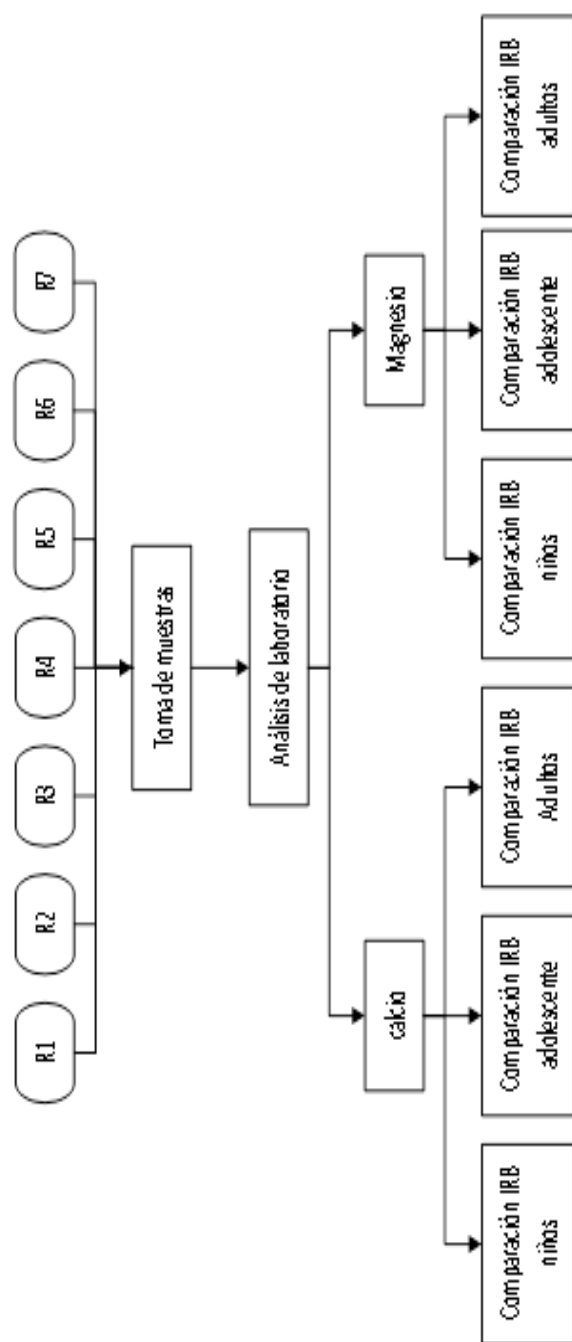 R1
R2
R3
R4
R5
R6
R7
Toma de muestras
Análisis de laboratorio
calcio
Magnesio
Comparación IRB
niños
Comparación IRB
adolescente
Comparación IRB
Adultos
Comparación IRB
niños
Comparación IRB
adolescente
Comparación IRB
adultos